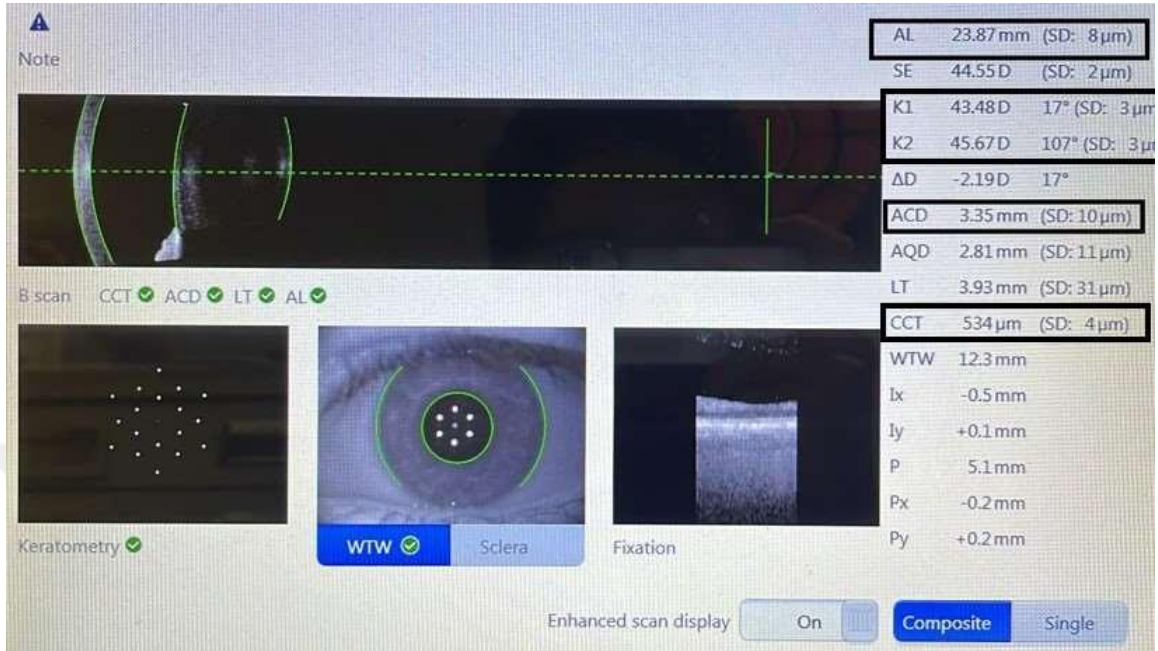 Note
AL 23.87 mm (SD: 8 µm)
SE 44.55 D (SD: 2 µm)
K1 43.48 D 17° (SD: 3 µm
K2 45.67 D 107° (SD: 3 µm
ΔD -2.19 D 17°
ACD 3.35 mm (SD: 10 µm)
AQD 2.81 mm (SD: 11 µm)
LT 3.93 mm (SD: 31 µm)
CCT 534 µm (SD: 4 µm)
WTW 12.3 mm
Ix -0.5 mm
Iy +0.1 mm
P 5.1 mm
Px -0.2 mm
Py +0.2 mm
B scan CCT ACD LT AL
Keratometry
WTW Sclera
Fixation
Enhanced scan display On
Composite Single